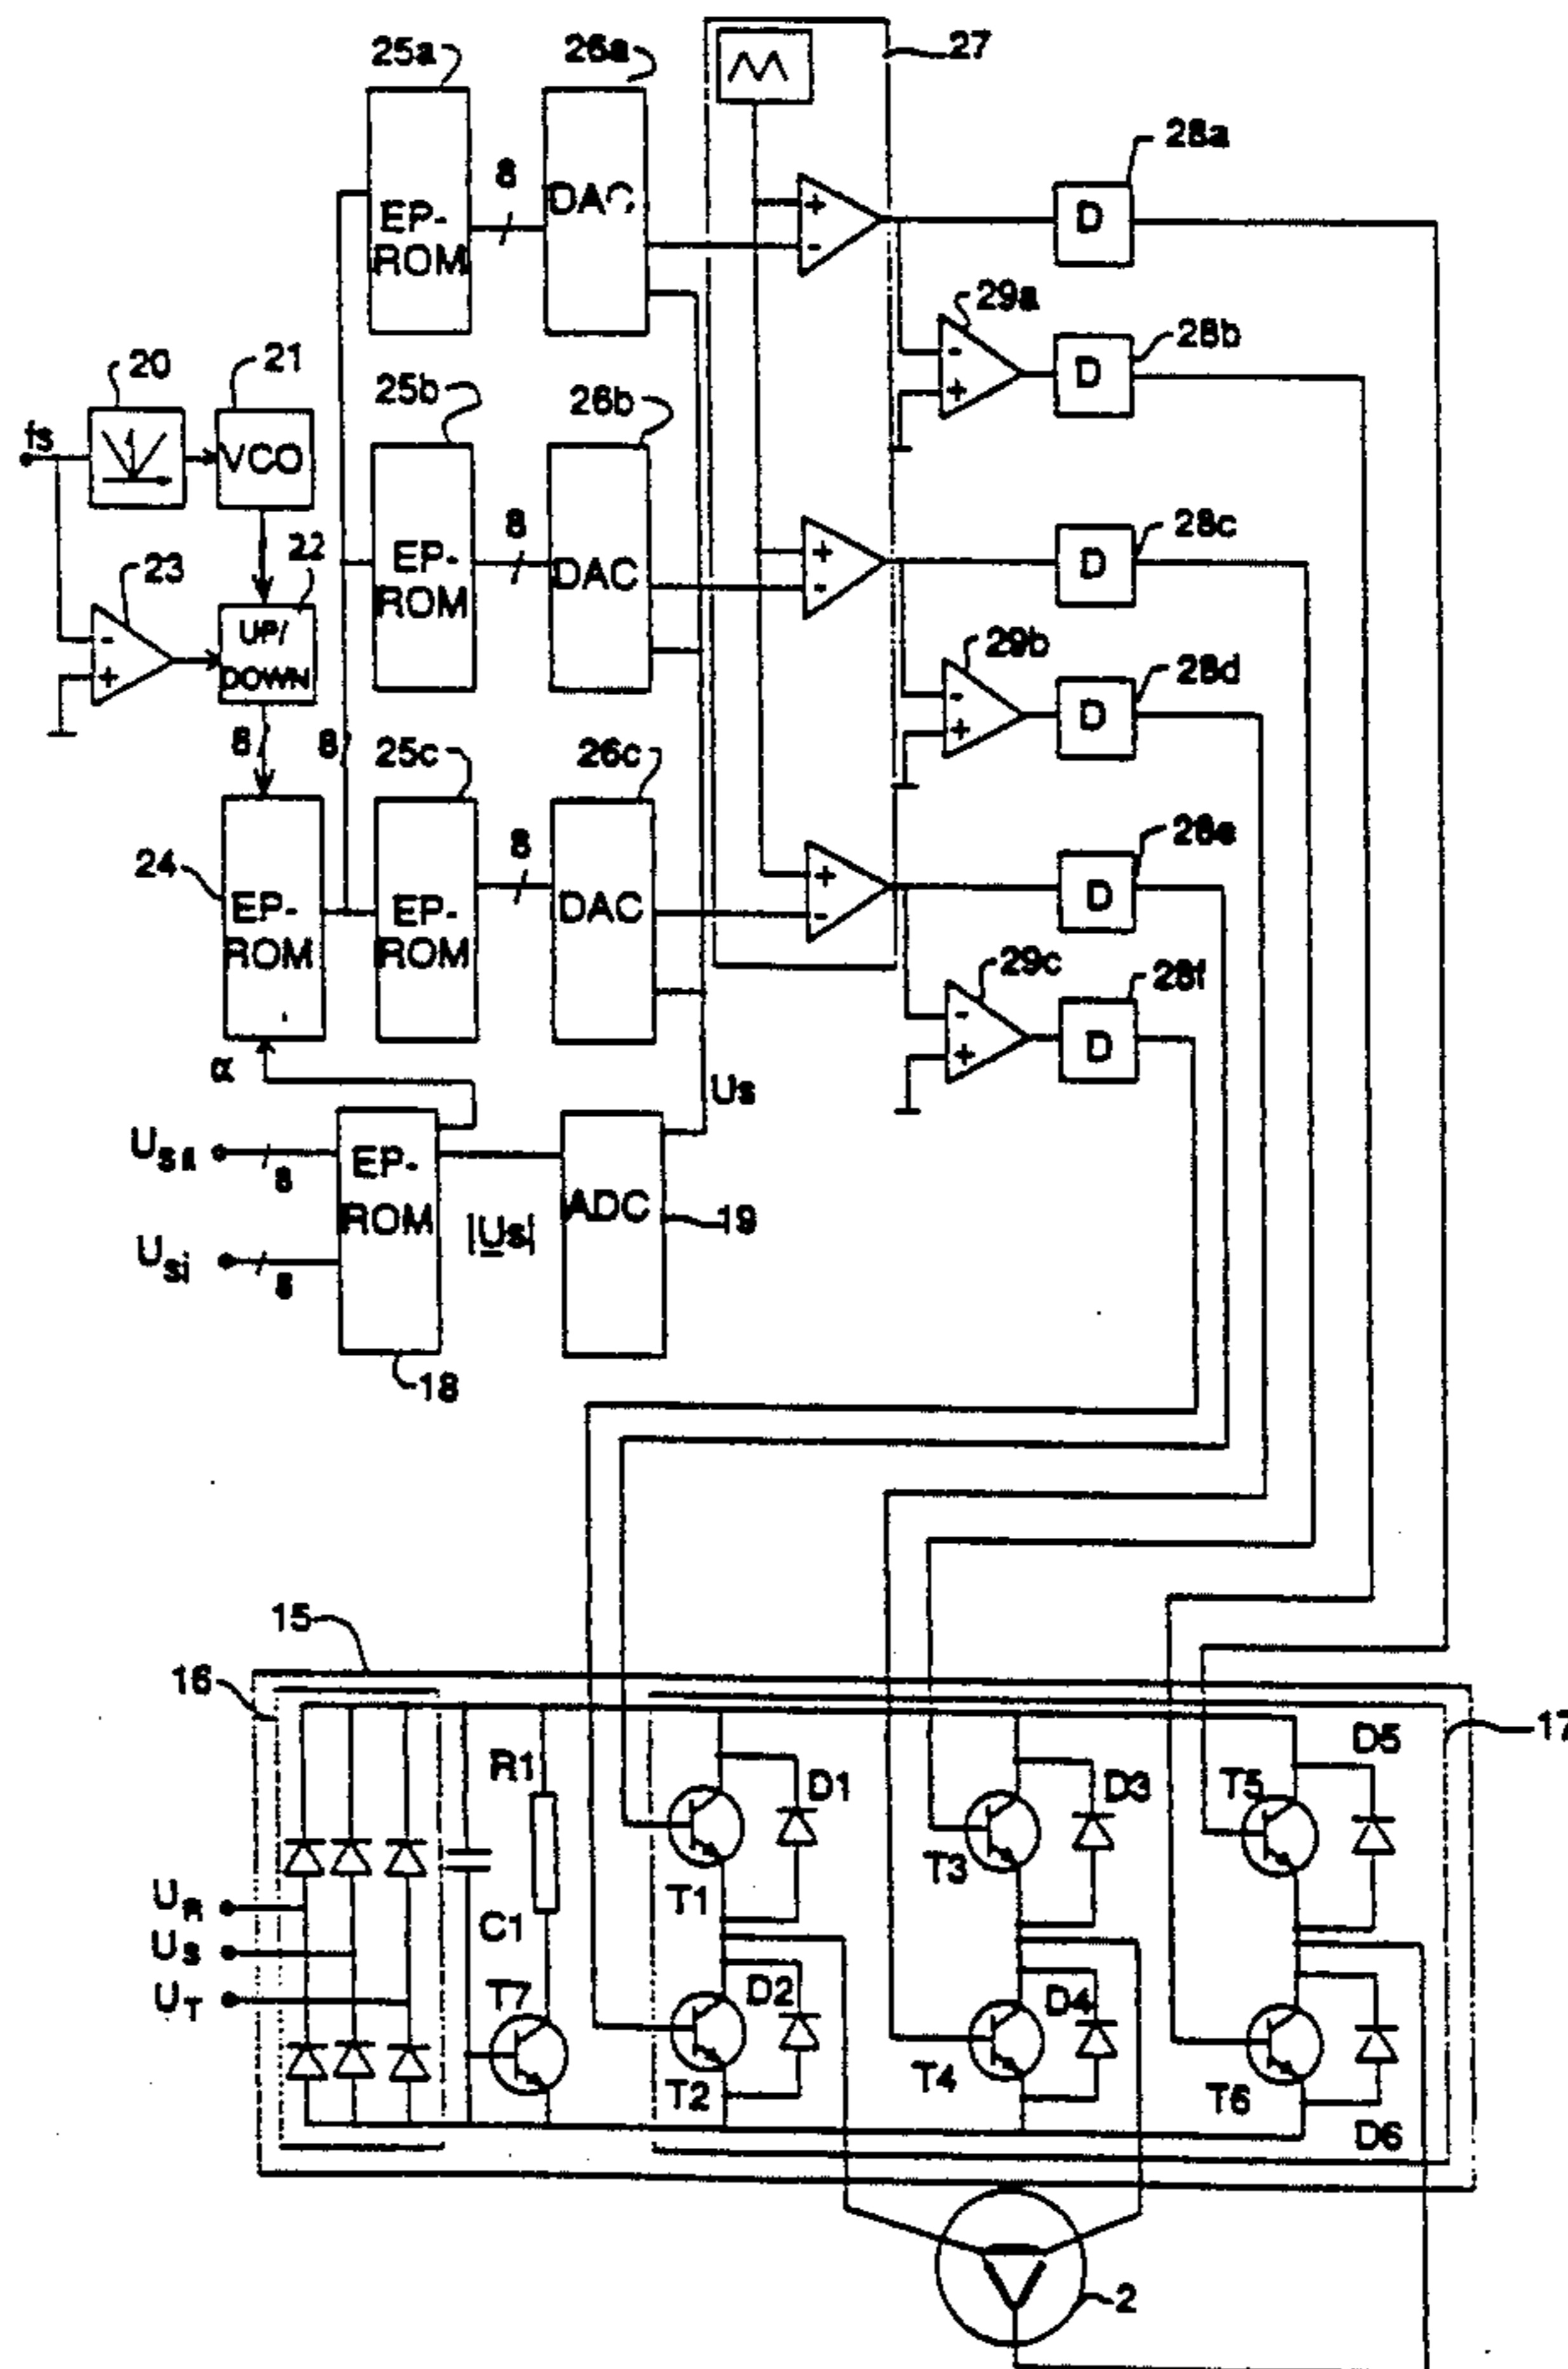 25a
26a
27
28a
EP-
ROM
8
DAC
D
+
-
29a
28b
-
+
D
20
21
fs
VCO
25b
26b
23
22
-
+
UP/
DOWN
EP-
ROM
8
DAC
+
-
28c
D
29b
28d
-
+
D
8
8
25c
26c
24
EP-
ROM
EP-
ROM
8
DAC
+
-
28e
D
29c
28f
-
+
D
α
Us
8
EP-
ROM
ADC
19
|Us|
Usi
8
18
15
16
17
R1
D1
D3
D5
T5
T1
T3
UR
US
UT
C1
T7
D2
D4
T2
T4
T6
D6
2